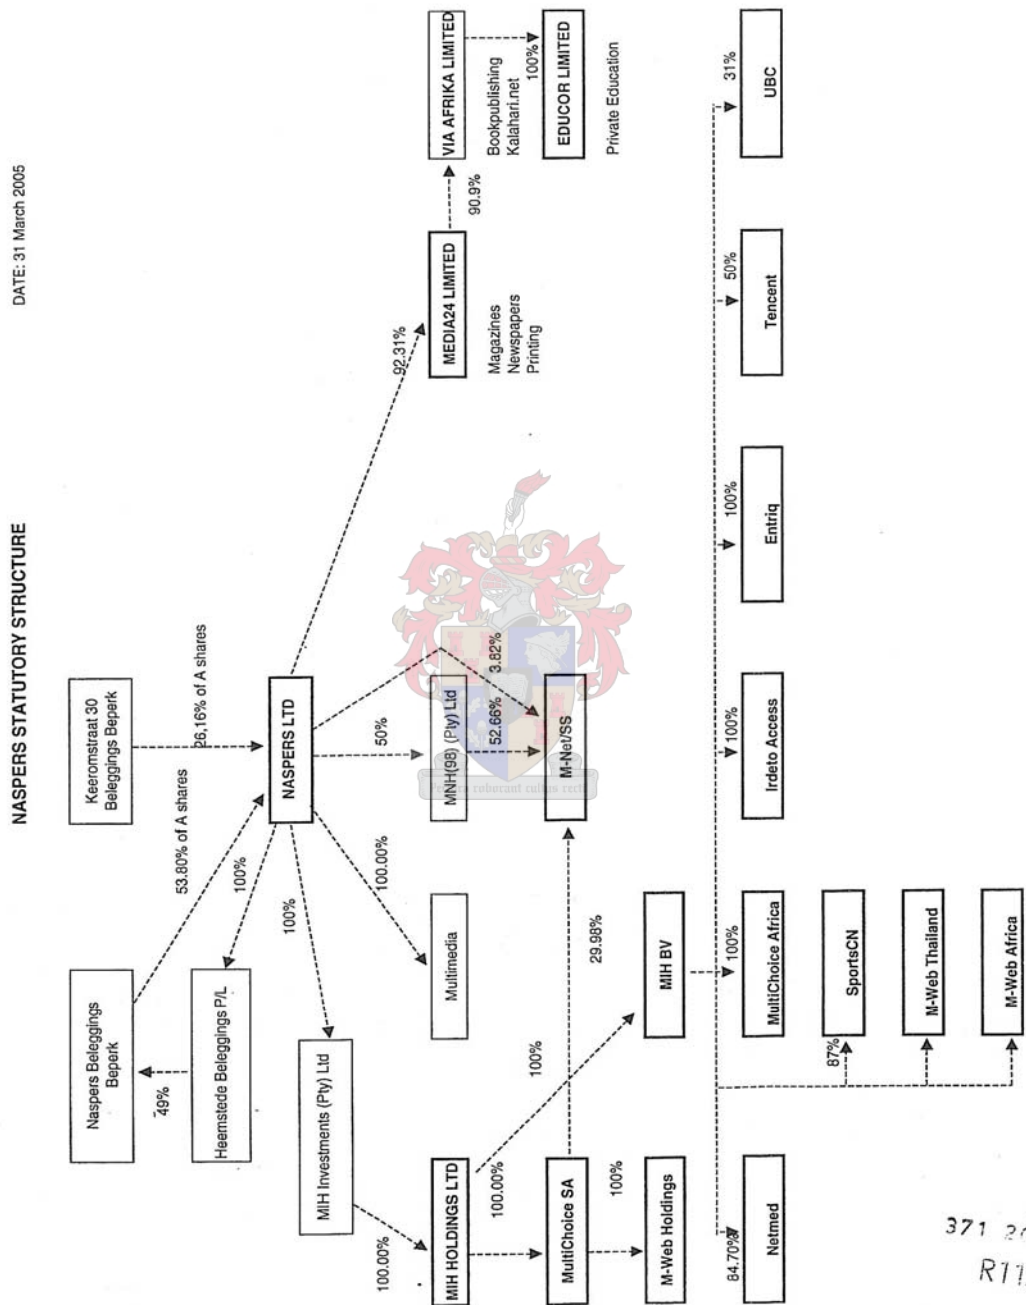 NASPERS STATUTORY STRUCTURE
DATE: 31 March 2005
Naspers Beleggings
Beperk
Keeromstraat 30
Beleggings Beperk
49%
53.80% of A shares
26,16% of A shares
Heemstede Beleggings P/L
100%
NASPERS LTD
MIH Investments (Pty) Ltd
100%
100.00%
50%
92.31%
100.00%
MIH HOLDINGS LTD
Multimedia
MNH(98) (Pty) Ltd
3.82%
52.66%
MEDIA24 LIMITED
90.9%
VIA AFRIKA LIMITED
Magazines
Newspapers
Printing
Bookpublishing
Kalahari.net
100%
100.00%
100%
MultiChoice SA
29.98%
M-Net/SS
EDUCOR LIMITED
Private Education
Pectora roborant cultus recti
100%
M-Web Holdings
MIH BV
84.70%
100%
100%
100%
50%
31%
Netmed
MultiChoice Africa
Irdeto Access
Entriq
Tencent
UBC
87%
SportsCN
M-Web Thailand
M-Web Africa